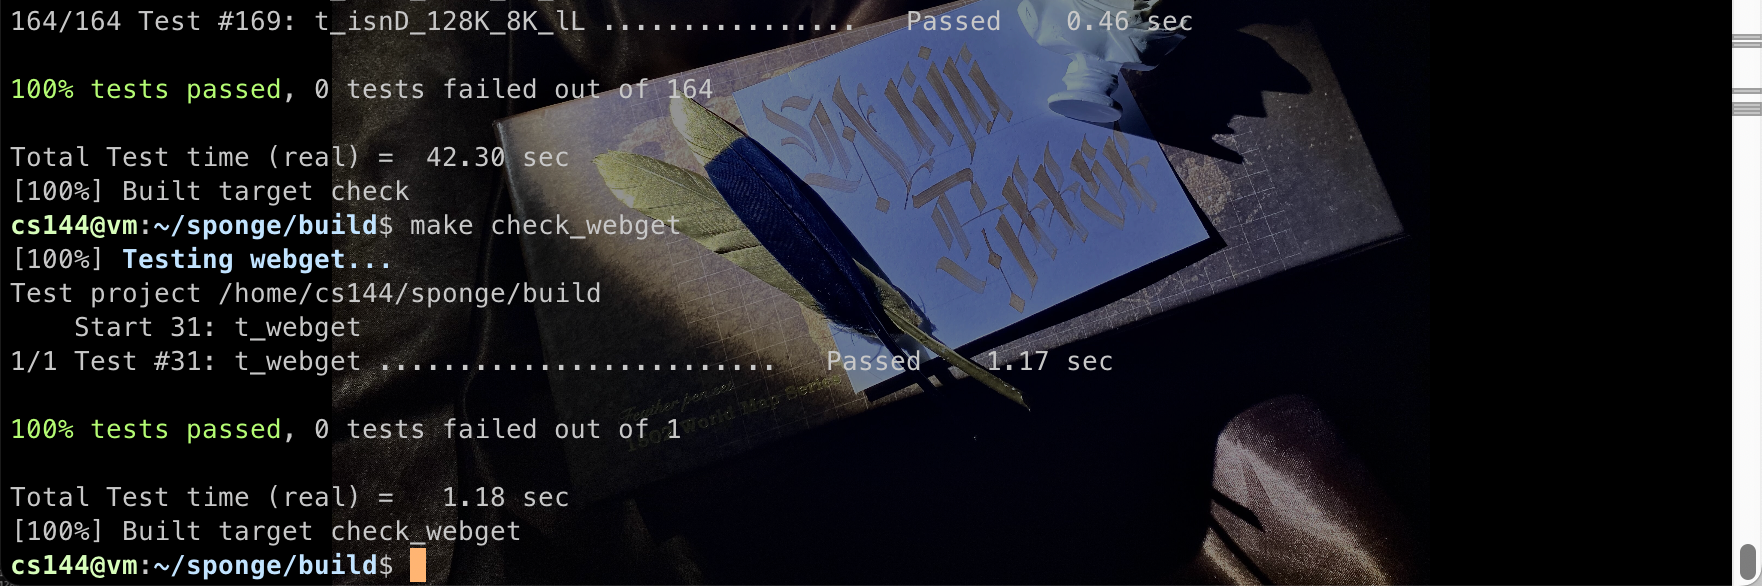 164/164 Test #169: t_isnD_128K_8K_lL ................   Passed    0.46 sec
100% tests passed, 0 tests failed out of 164
Total Test time (real) =  42.30 sec
[100%] Built target check
cs144@vm:~/sponge/build$ make check_webget
[100%] Testing webget...
Test project /home/cs144/sponge/build
    Start 31: t_webget
1/1 Test #31: t_webget .........................   Passed    1.17 sec
100% tests passed, 0 tests failed out of 1
Total Test time (real) =   1.18 sec
[100%] Built target check_webget
cs144@vm:~/sponge/build$
World Map Series